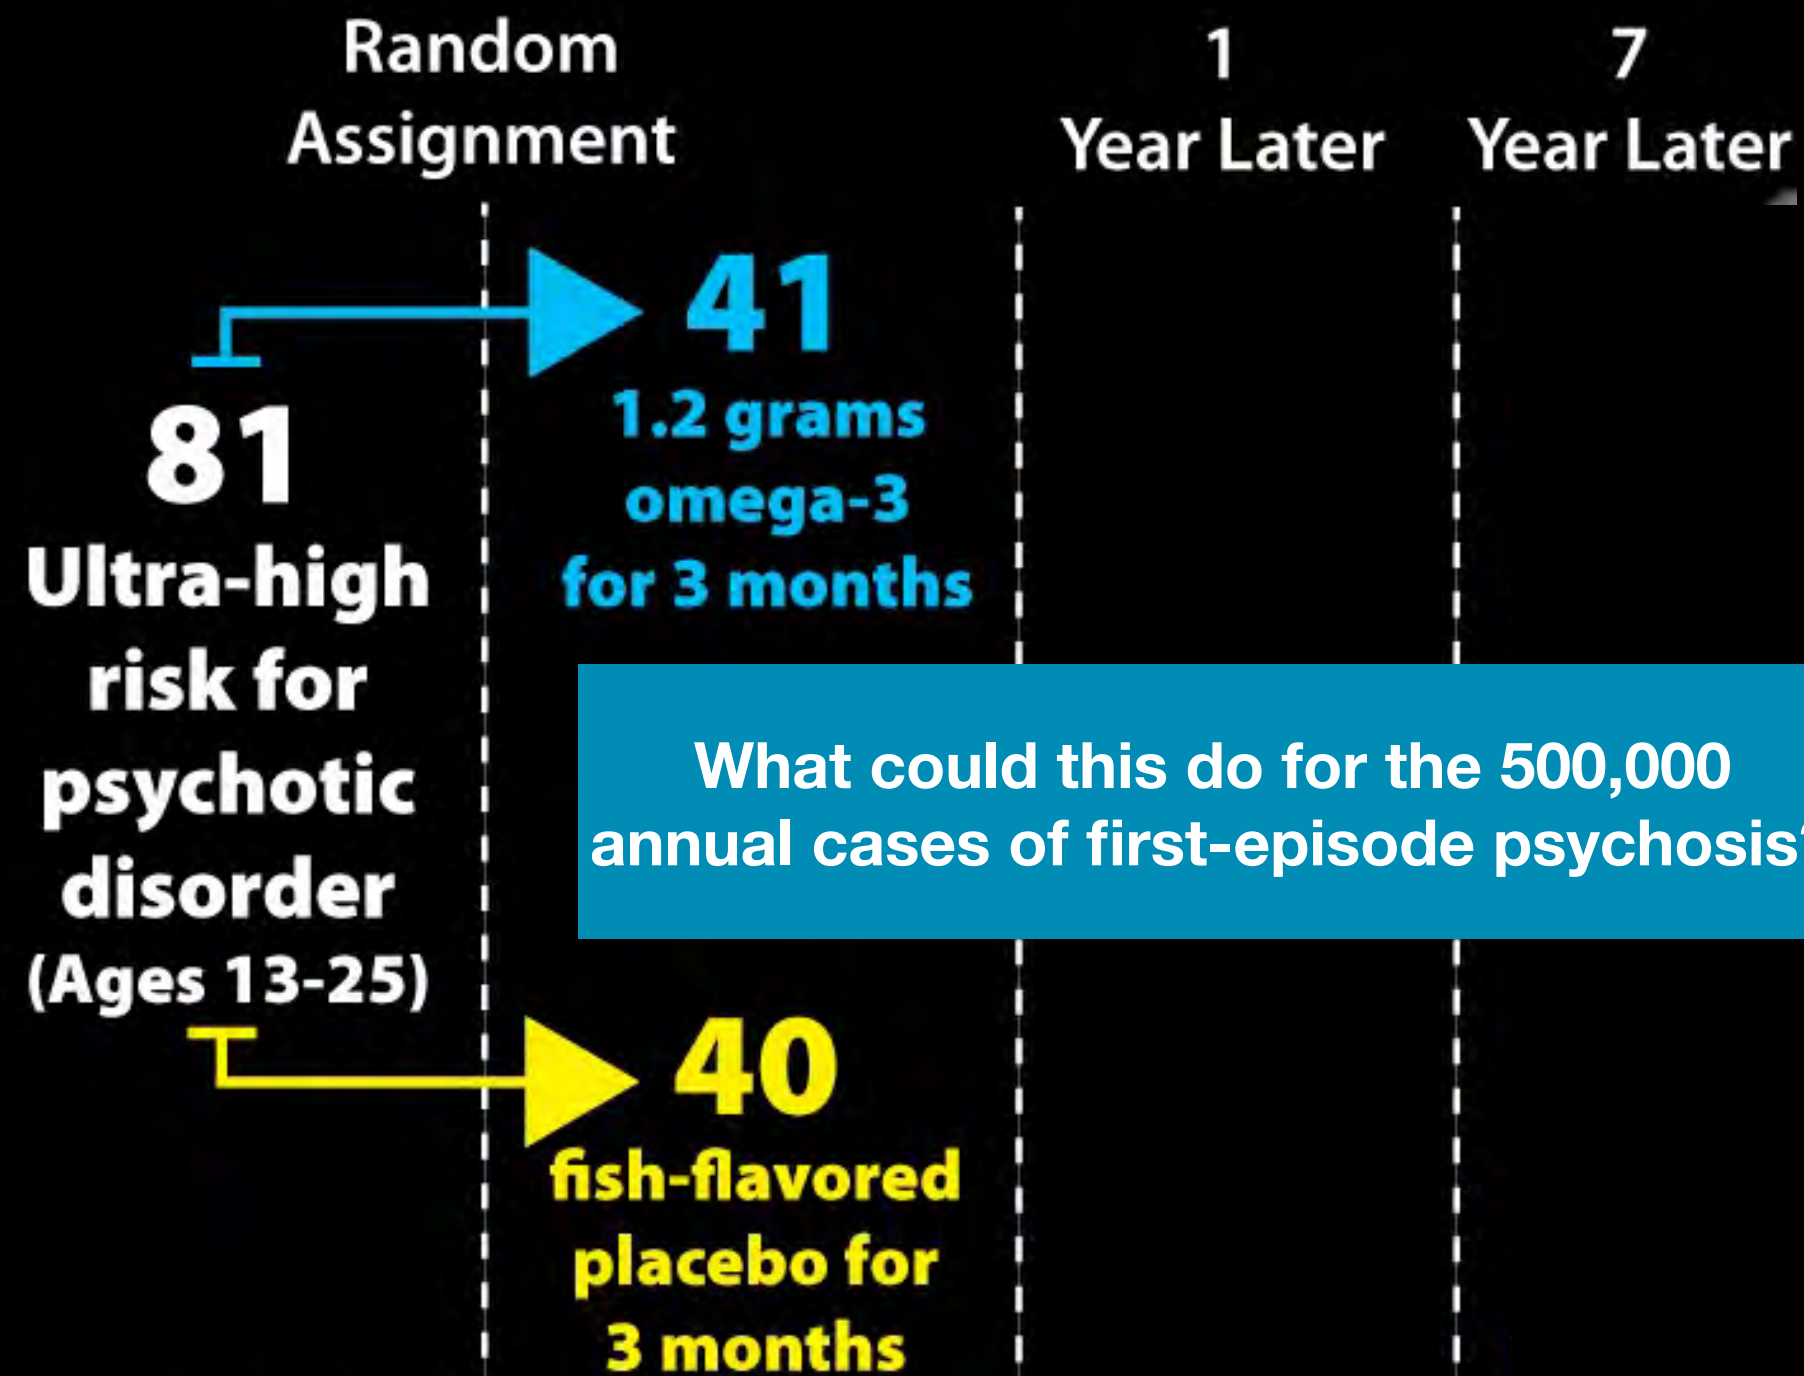 Random
Assignment
1
Year Later
7
Year Later
41
1.2 grams
omega-3
for 3 months
81
Ultra-high
risk for
psychotic
disorder
(Ages 13-25)
What could this do for the 500,000
annual cases of first-episode psychosis?
40
fish-flavored
placebo for
3 months